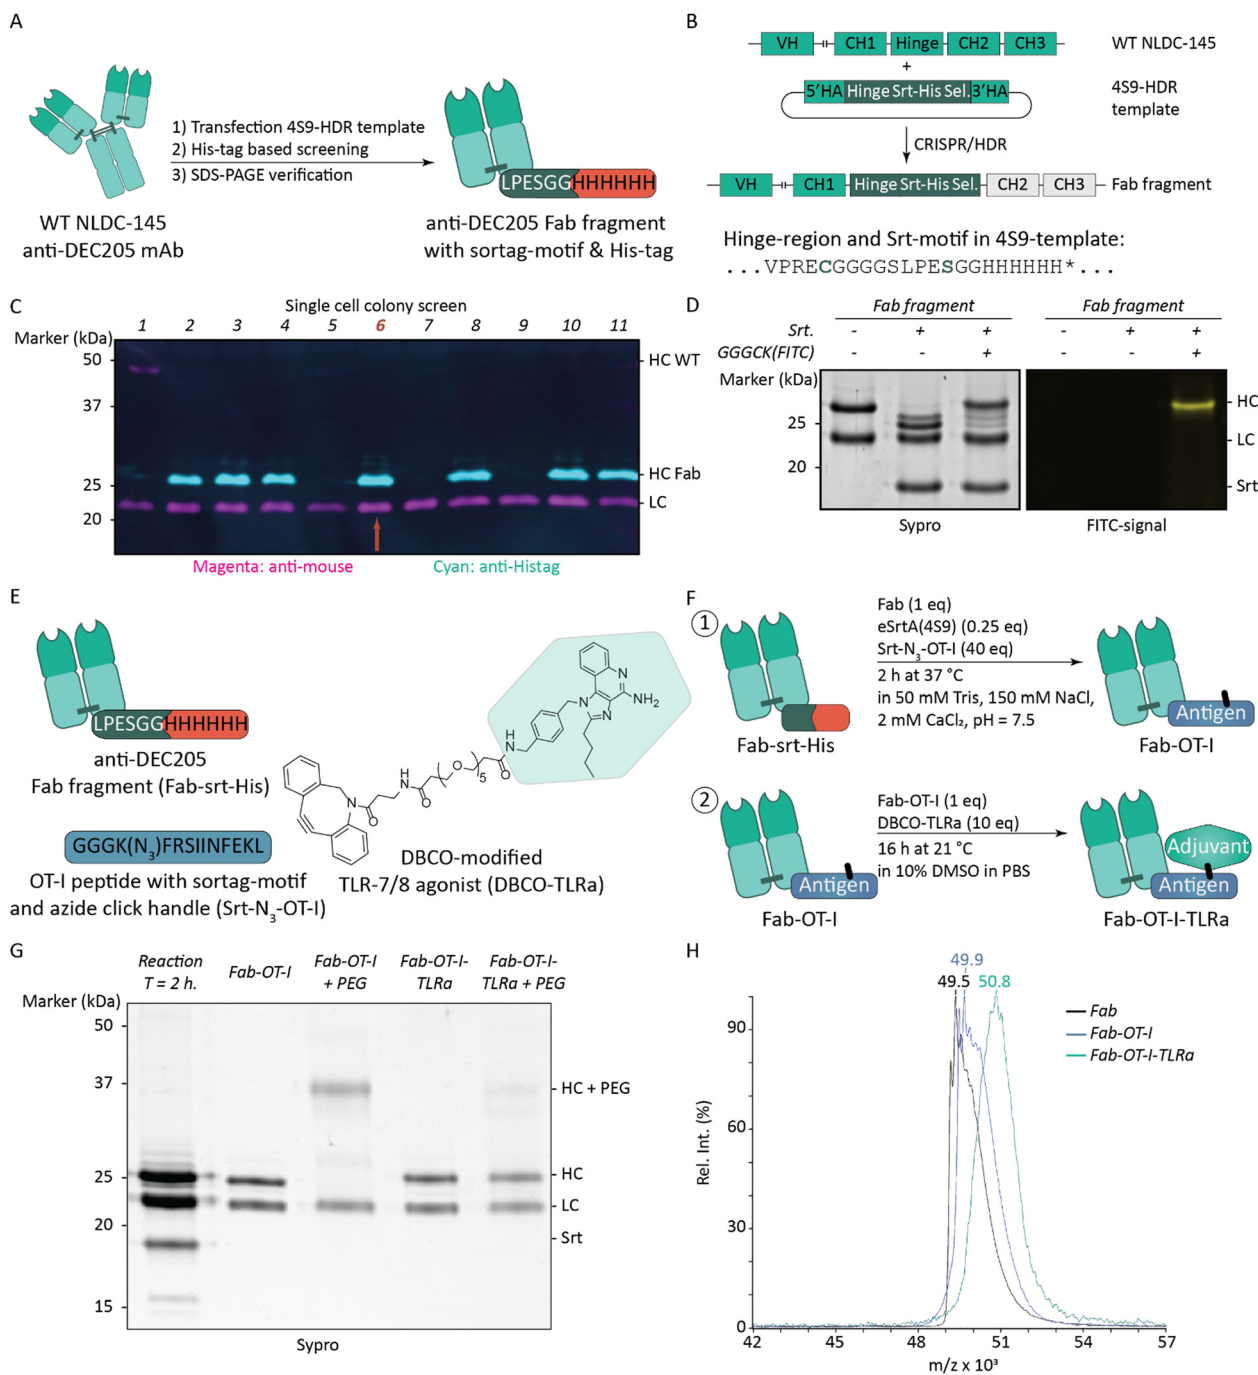 A
1) Transfection 4S9-HDR template
2) His-tag based screening
3) SDS-PAGE verification
LPESGGHHHHHH
WT NLDC-145
anti-DEC205 mAb
anti-DEC205 Fab fragment
with sortag-motif & His-tag
B
VH CH1 Hinge CH2 CH3 WT NLDC-145
+
5'HA Hinge Srt-His Sel. 3'HA
4S9-HDR
template
CRISPR/HDR
VH CH1 Hinge Srt-His Sel. CH2 CH3 Fab fragment
Hinge-region and Srt-motif in 4S9-template:
...VPRECGGGGSLPESGGHHHHHH*...
C
Single cell colony screen
1 2 3 4 5 6 7 8 9 10 11
Marker (kDa)
50
37
25
20
HC WT
HC Fab
LC
Magenta: anti-mouse
Cyan: anti-Histag
D
Fab fragment Fab fragment
Srt. - + + - + +
GGGCK(FITC) - - + - - +
Marker (kDa)
25
20
HC
LC
Srt
Sypro
FITC-signal
E
LPESGGHHHHHH
anti-DEC205
Fab fragment (Fab-srt-His)
GGGK(N3)FRSIINFEKL
OT-I peptide with sortag-motif
and azide click handle (Srt-N3-OT-I)
N
NH2
N
N
H
N
O
O
5
O
H
N
O
N
DBCO-modified
TLR-7/8 agonist (DBCO-TLRa)
F
1
Fab (1 eq)
eSrtA(4S9) (0.25 eq)
Srt-N3-OT-I (40 eq)
2 h at 37 °C
in 50 mM Tris, 150 mM NaCl,
2 mM CaCl₂, pH = 7.5
Fab-srt-His
Antigen
Fab-OT-I
2
Fab-OT-I (1 eq)
DBCO-TLRa (10 eq)
16 h at 21 °C
in 10% DMSO in PBS
Antigen
Fab-OT-I
Adjuvant
Antigen
Fab-OT-I-TLRa
G
Reaction
T = 2 h.
Fab-OT-I
Fab-OT-I
+ PEG
Fab-OT-I-
TLRa
Fab-OT-I-
TLRa + PEG
Marker (kDa)
50
37
25
20
15
HC + PEG
HC
LC
Srt
Sypro
H
49.9
49.5 50.8
Fab
Fab-OT-I
Fab-OT-I-TLRa
Rel. Int. (%)
90
60
30
0
42 45 48 51 54 57
m/z x 10³